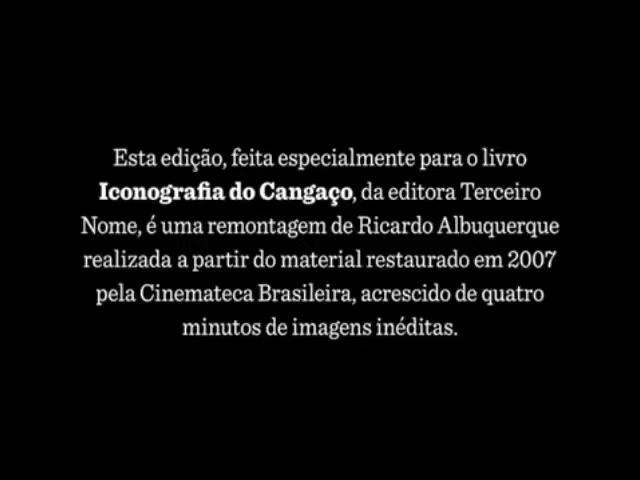 Esta edição, feita especialmente para o livro
Iconografia do Cangaço, da editora Terceiro
Nome, é uma remontagem de Ricardo Albuquerque
realizada a partir do material restaurado em 2007
pela Cinemateca Brasileira, acrescido de quatro
minutos de imagens inéditas.